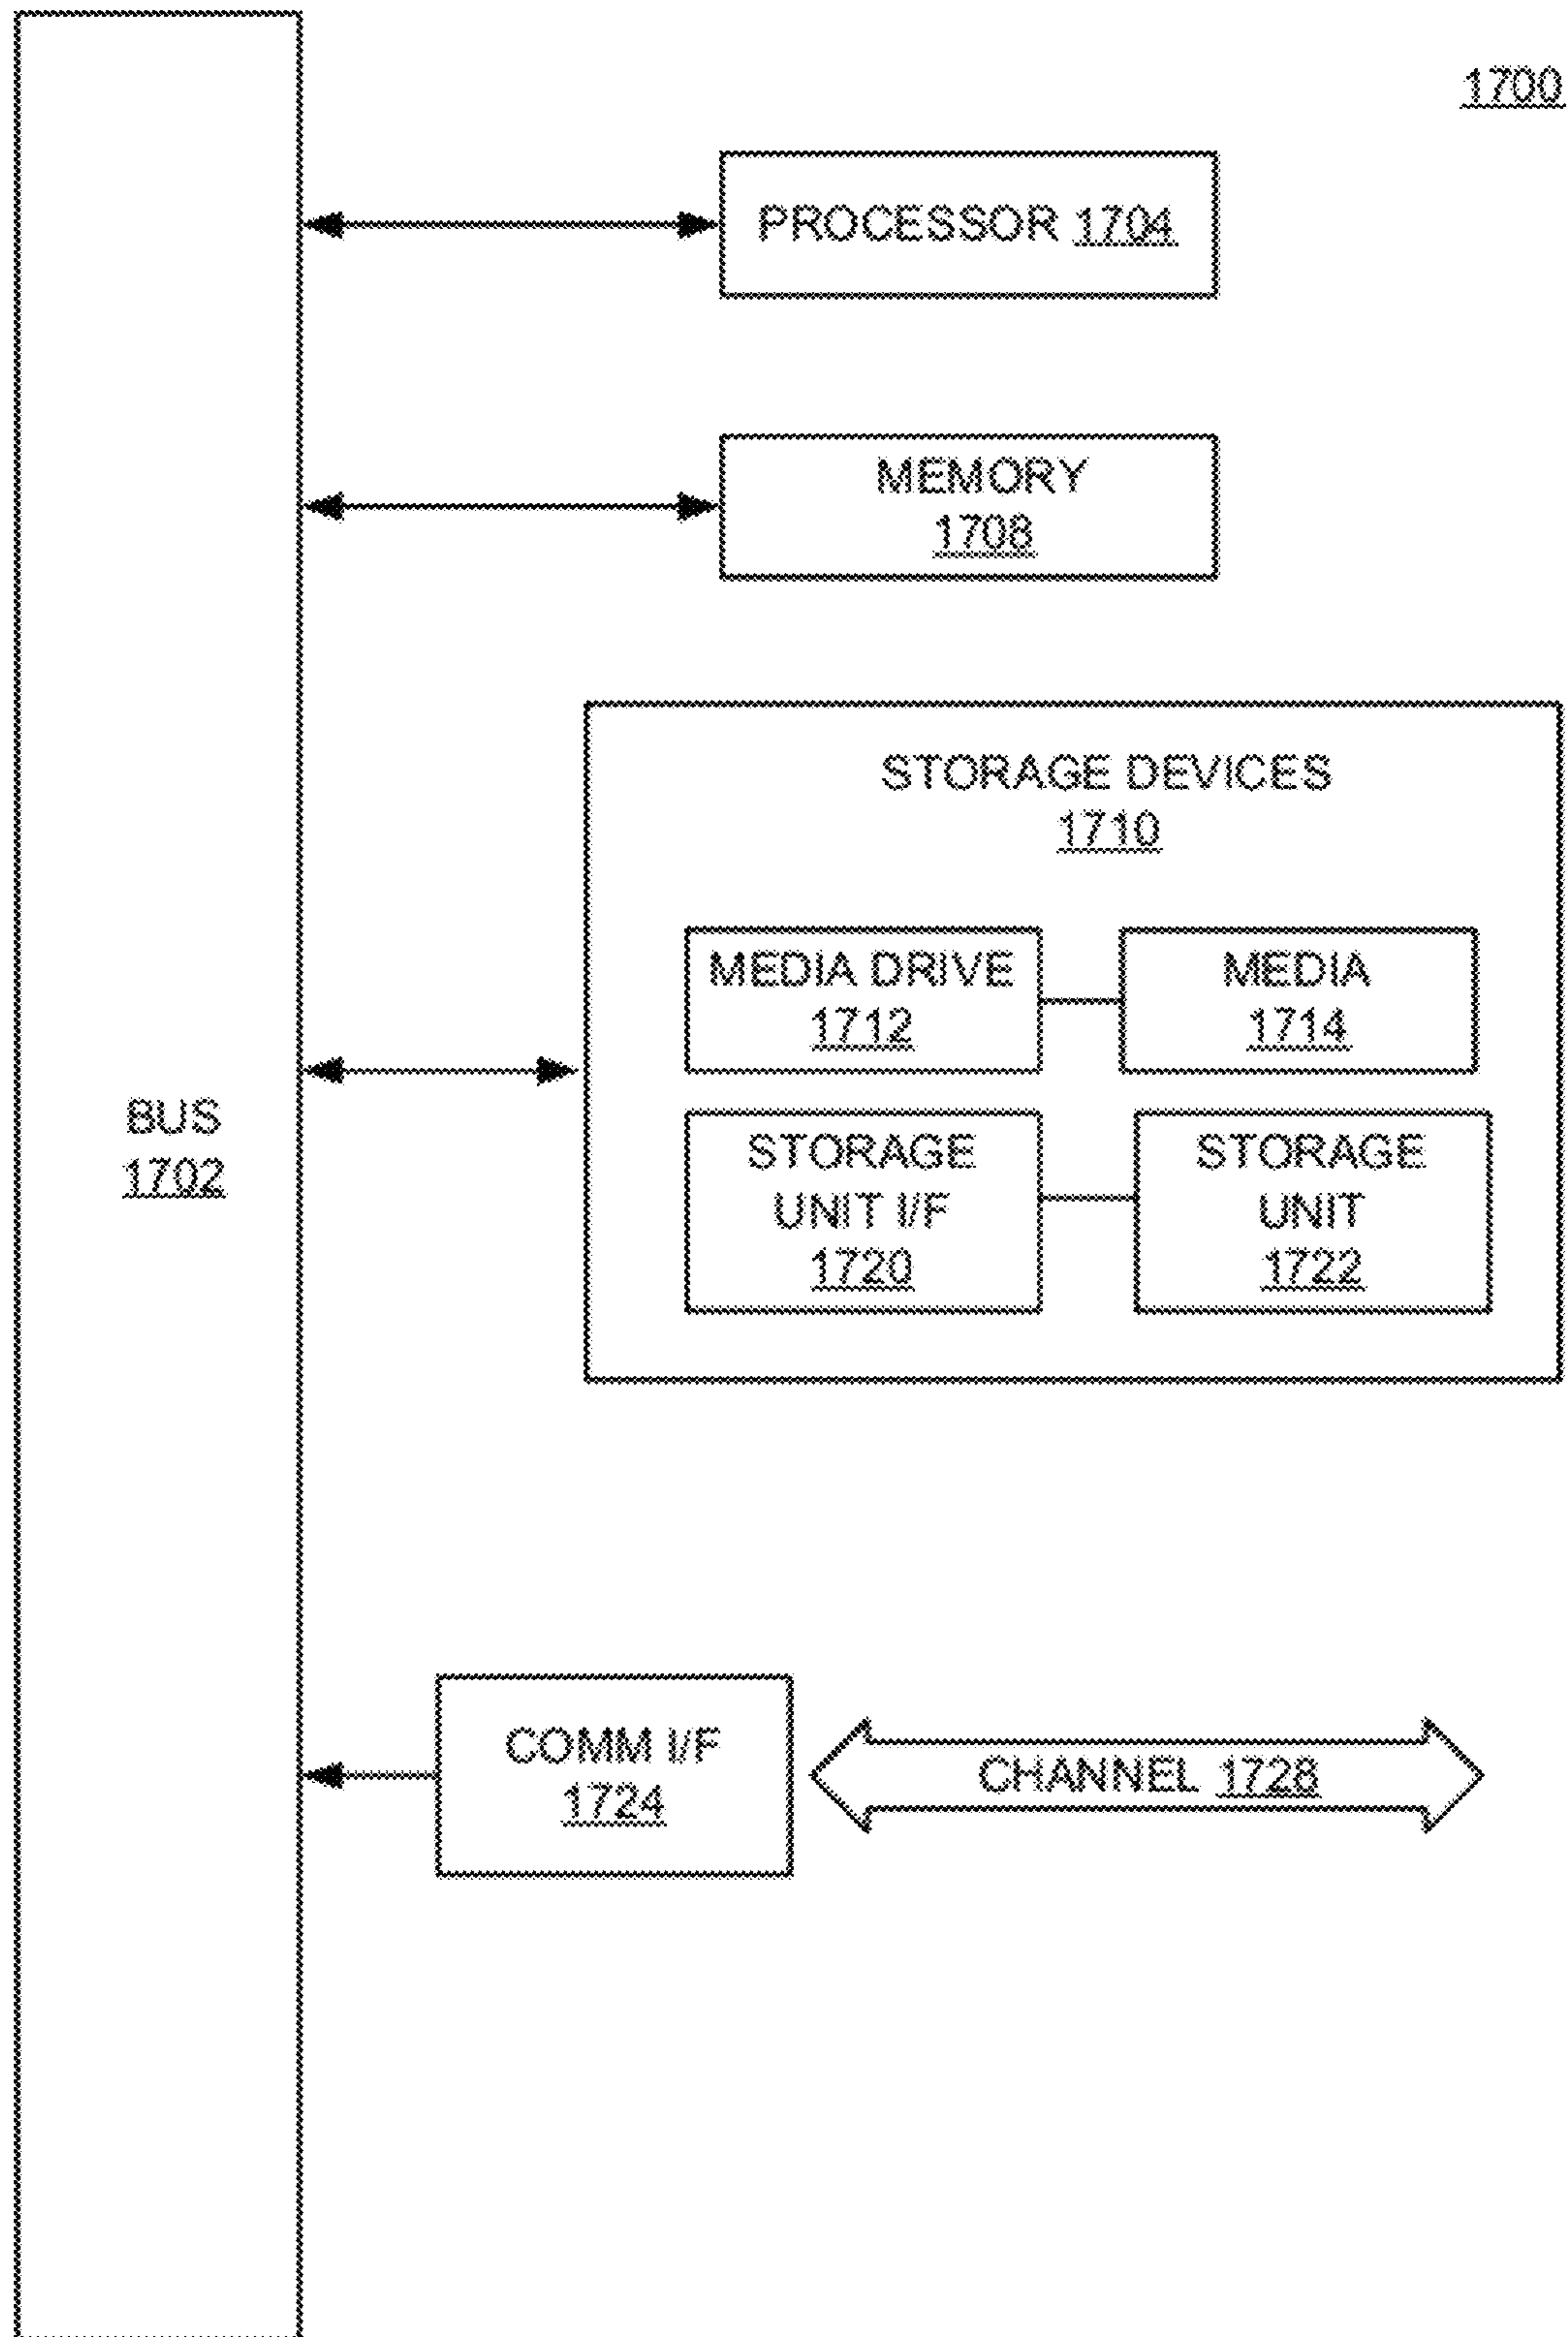 1700
PROCESSOR 1704
MEMORY
1708
STORAGE DEVICES
1710
MEDIA DRIVE
1712
MEDIA
1714
BUS
1702
STORAGE
UNIT I/F
1720
STORAGE
UNIT
1722
COMM I/F
1724
CHANNEL 1728